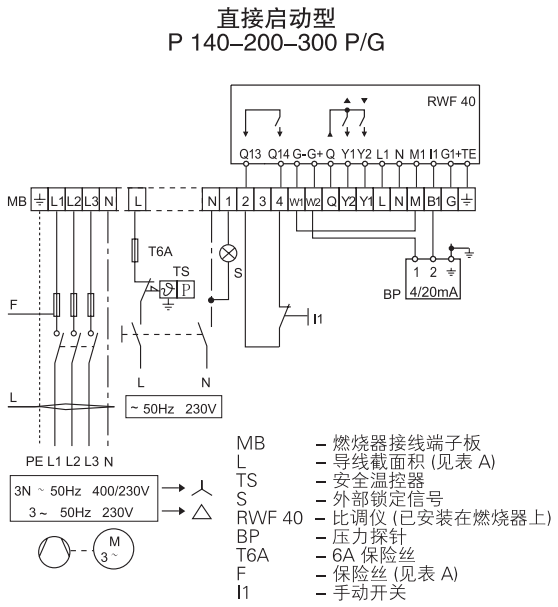 直接启动型
P 140–200–300 P/G
RWF 40
Q13 Q14 G- G+ Q Y1 Y2 L1 N M1 I1 G1+ TE
MB L1 L2 L3 N L N 1 2 3 4 W1 W2 Q Y2 Y1 L N M B1 G
T6A
TS
S
ϑ P
1 2
BP 4/20mA
F
I1
L N
L
~ 50Hz 230V
PE L1 L2 L3 N
3N ~ 50Hz 400/230V
3 ~ 50Hz 230V
M
3 ~
MB – 燃烧器接线端子板
L – 导线截面积 (见表 A)
TS – 安全温控器
S – 外部锁定信号
RWF 40 – 比调仪 (已安装在燃烧器上)
BP – 压力探针
T6A – 6A 保险丝
F – 保险丝 (见表 A)
I1 – 手动开关